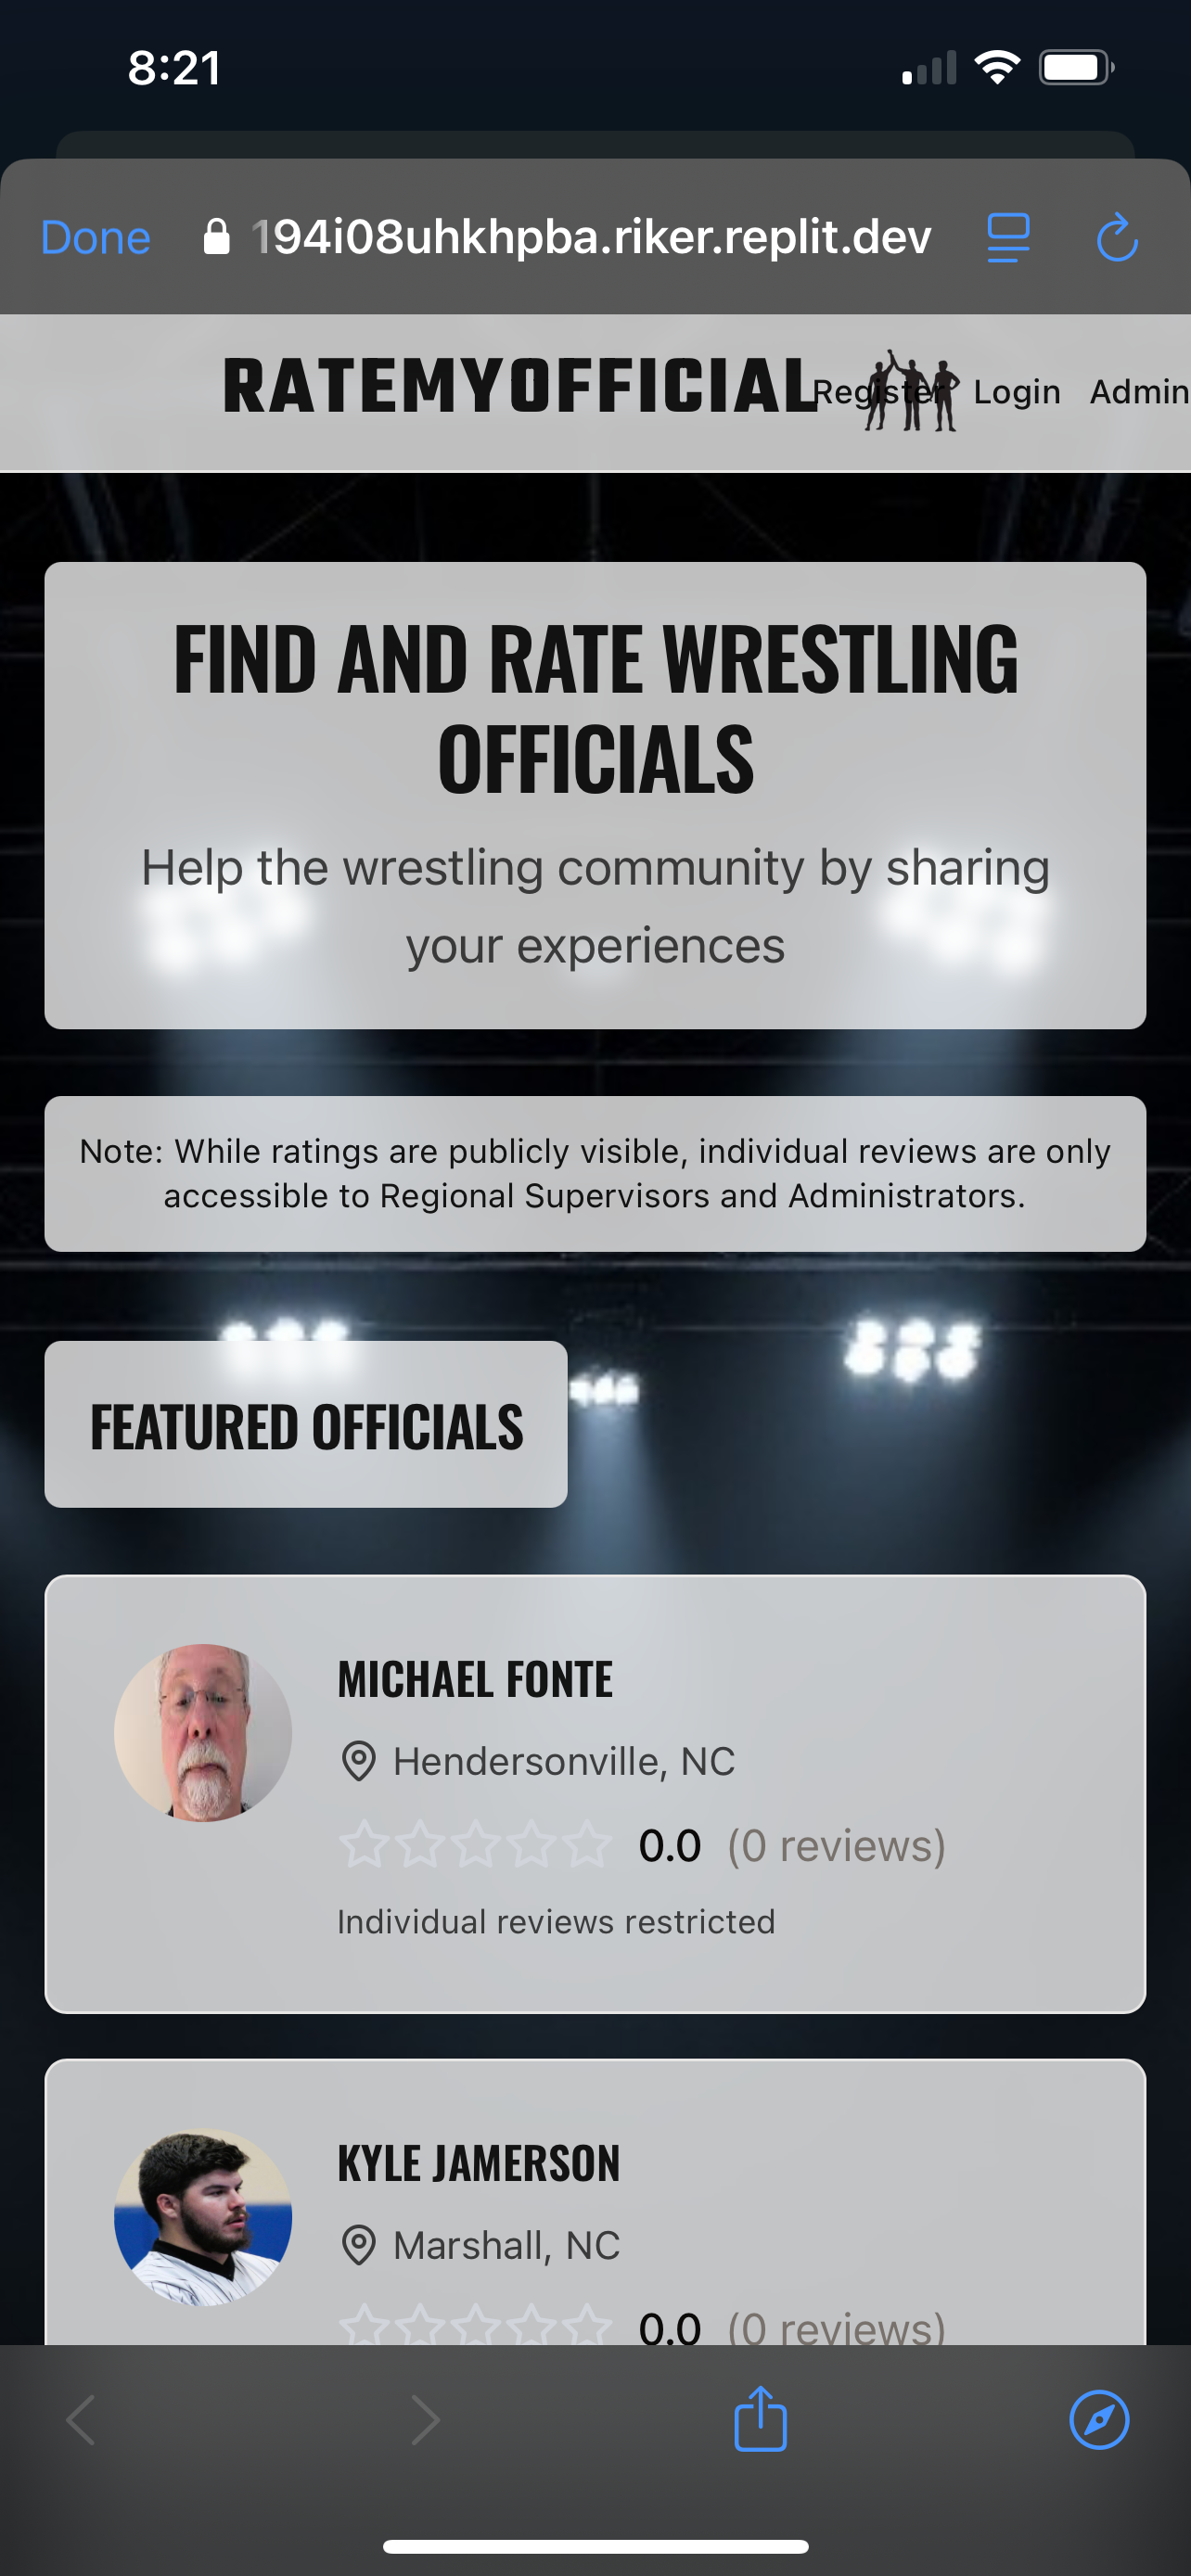 8:21
Done 194i08uhkhpba.riker.replit.dev
RATEMYOFFICIAL Register Login Admin
FIND AND RATE WRESTLING
OFFICIALS
Help the wrestling community by sharing
your experiences
Note: While ratings are publicly visible, individual reviews are only
accessible to Regional Supervisors and Administrators.
FEATURED OFFICIALS
MICHAEL FONTE
Hendersonville, NC
0.0 (0 reviews)
Individual reviews restricted
KYLE JAMERSON
Marshall, NC
0.0 (0 reviews)